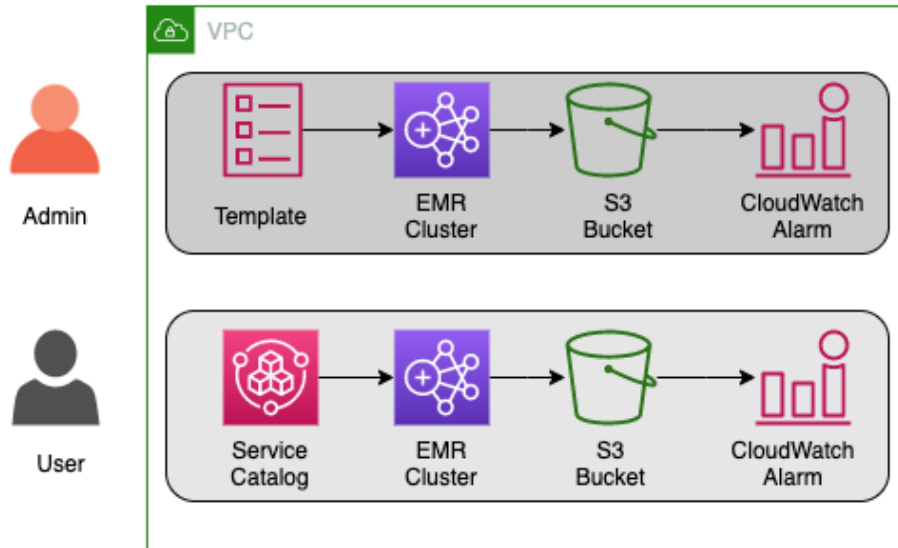 VPC
Admin
Template
EMR
Cluster
S3
Bucket
CloudWatch
Alarm
User
Service
Catalog
EMR
Cluster
S3
Bucket
CloudWatch
Alarm